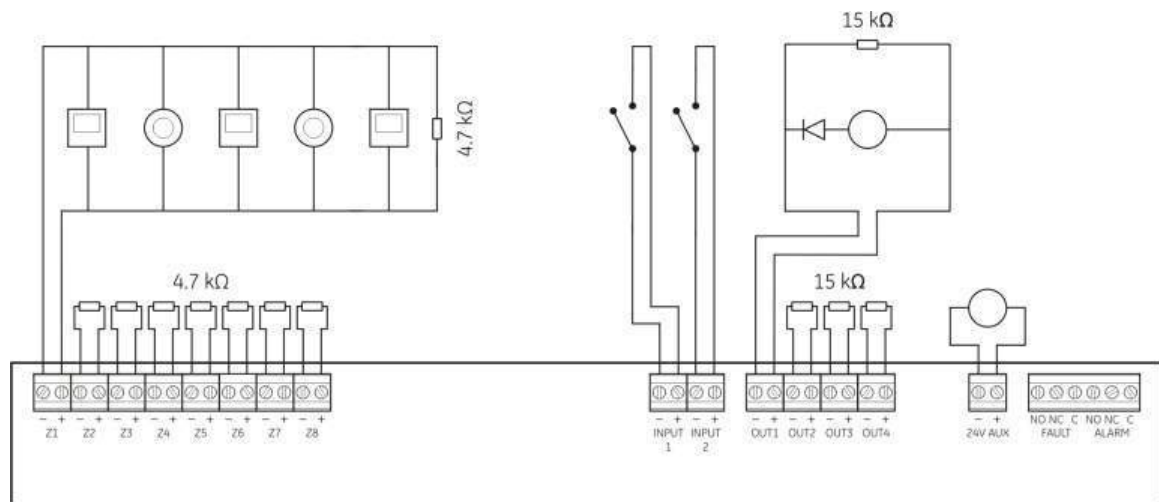 15 kΩ
4.7 kΩ
4.7 kΩ
15 kΩ
− + − + − + − + − + − + − + − + − + − + − + − + − + − + − + NO NC C NO NC C
Z1 Z2 Z3 Z4 Z5 Z6 Z7 Z8 INPUT INPUT OUT1 OUT2 OUT3 OUT4 24V AUX FAULT ALARM
1 2